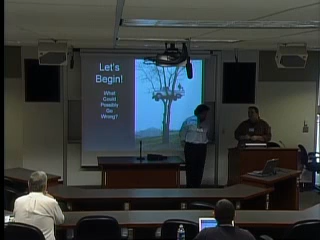 Let's
Begin!
What
Could
Possibly
Go
Wrong?